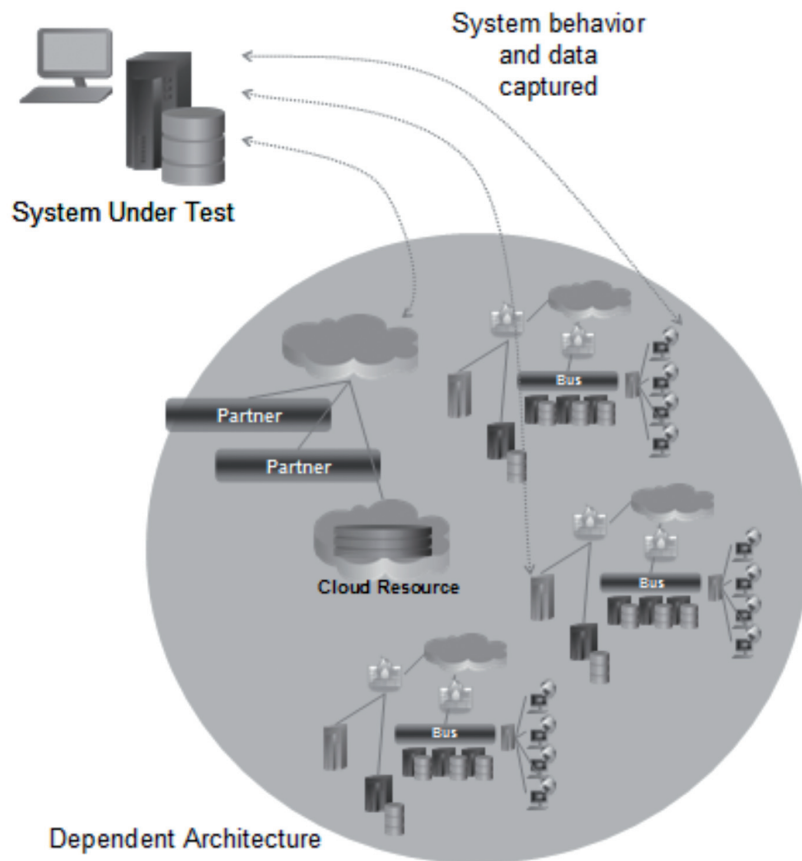 System behavior
and data
captured
System Under Test
Partner
Partner
Cloud Resource
Bus
Bus
Bus
Dependent Architecture